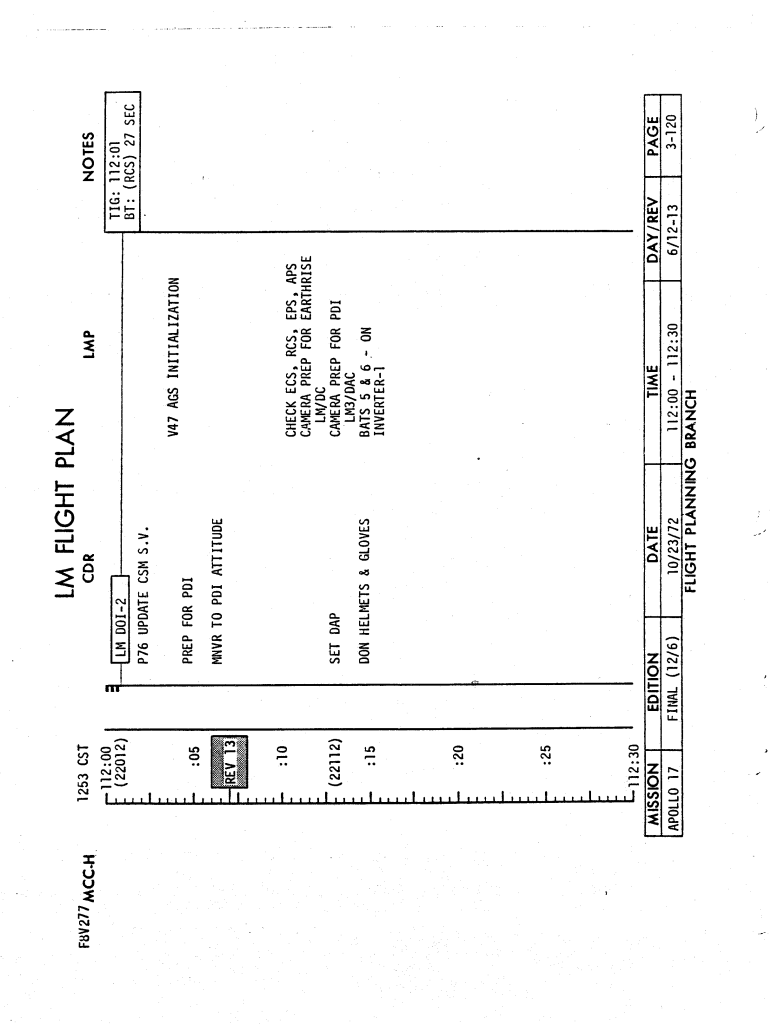 LM FLIGHT PLAN
F8V277 MCC-H
1253 CST
CDR
LMP
NOTES
112:00
(22012)
LM DOI-2
TIG: 112:01
BT: (RCS) 27 SEC
P76 UPDATE CSM S.V.
V47 AGS INITIALIZATION
:05
PREP FOR PDI
REV 13
MNVR TO PDI ATTITUDE
:10
CHECK ECS, RCS, EPS, APS
CAMERA PREP FOR EARTHRISE
LM/DC
(22112)
SET DAP
CAMERA PREP FOR PDI
LM3/DAC
:15
DON HELMETS & GLOVES
BATS 5 & 6 - ON
INVERTER-1
:20
:25
112:30
MISSION EDITION DATE TIME DAY/REV PAGE
APOLLO 17 FINAL (12/6) 10/23/72 112:00 - 112:30 6/12-13 3-120
FLIGHT PLANNING BRANCH